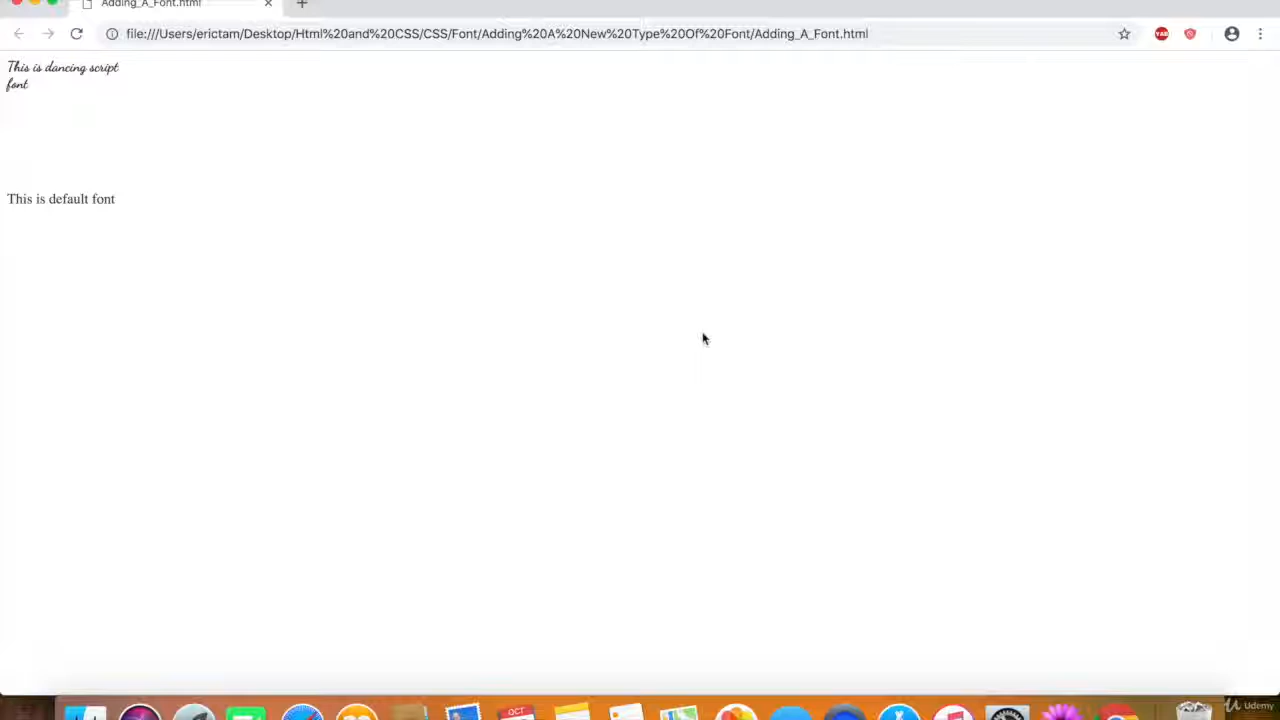 Adding_A_Font.html
file:///Users/erictam/Desktop/Html%20and%20CSS/CSS/Font/Adding%20A%20New%20Type%20Of%20Font/Adding_A_Font.html
This is dancing script
font
This is default font
OCT
Udemy